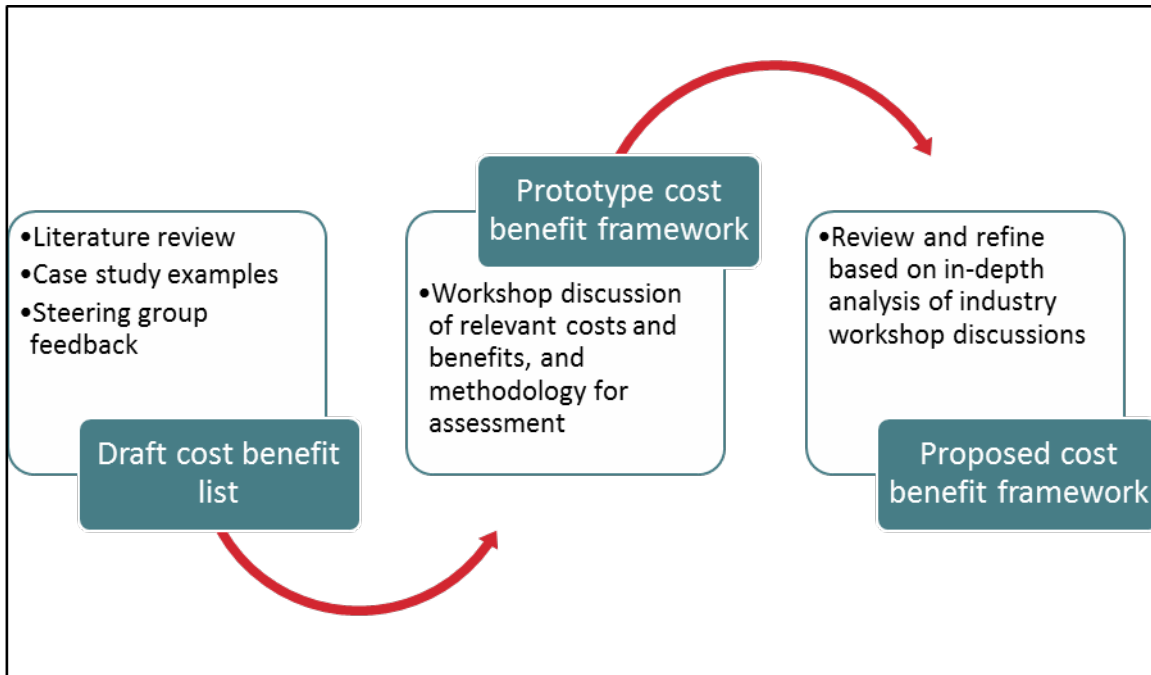 •Literature review
•Case study examples
•Steering group
feedback
Draft cost benefit
list
Prototype cost
benefit framework
•Workshop discussion
of relevant costs and
benefits, and
methodology for
assessment
•Review and refine
based on in-depth
analysis of industry
workshop discussions
Proposed cost
benefit framework